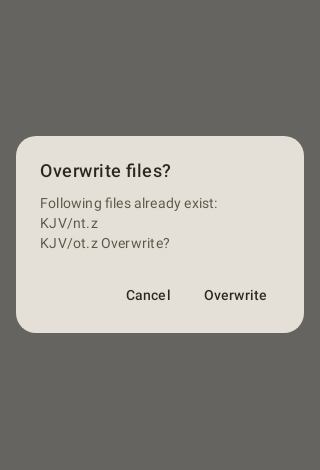 Overwrite files?
Following files already exist:
KJV/nt.z
KJV/ot.z Overwrite?
Cancel Overwrite